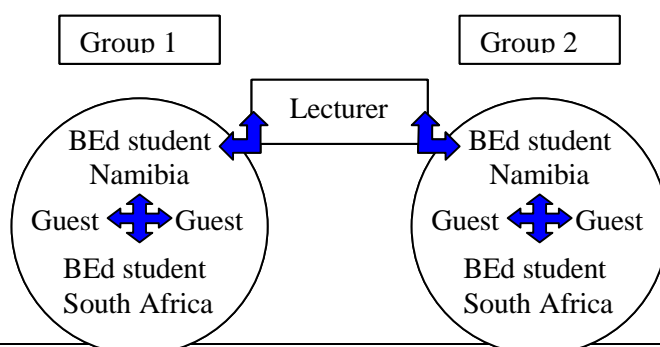 Group 1
Group 2
Lecturer
BEd student
Namibia
Guest Guest
BEd student
South Africa
BEd student
Namibia
Guest Guest
BEd student
South Africa